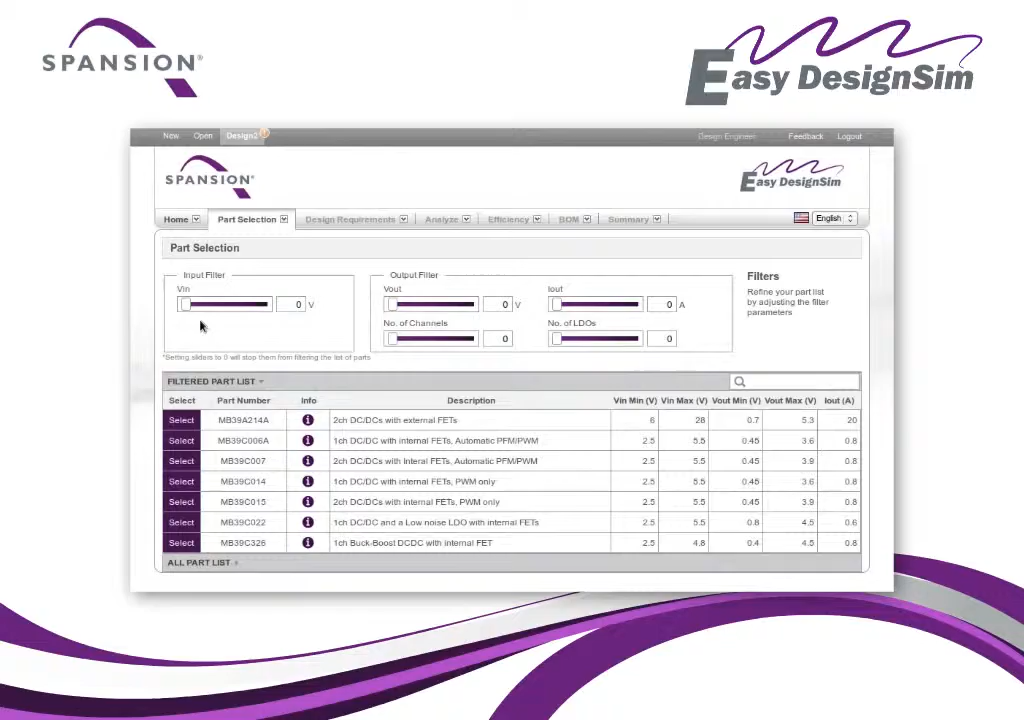 SPANSION®
Easy DesignSim
New Open Design2 Design Engineer Feedback Logout
SPANSION®
Easy DesignSim
Home Part Selection Design Requirements Analyze Efficiency BOM Summary English
Part Selection
Input Filter Output Filter Filters
Vin Vout Iout Refine your part list
by adjusting the filter
parameters
0 V 0 V 0 A
No. of Channels No. of LDOs
0 0
*Setting sliders to 0 will stop them from filtering the list of parts
FILTERED PART LIST
Select Part Number Info Description Vin Min (V) Vin Max (V) Vout Min (V) Vout Max (V) Iout (A)
Select MB39A214A i 2ch DC/DCs with external FETs 6 28 0.7 5.3 20
Select MB39C006A i 1ch DC/DC with internal FETs, Automatic PFM/PWM 2.5 5.5 0.45 3.6 0.8
Select MB39C007 i 2ch DC/DCs with interal FETs, Automatic PFM/PWM 2.5 5.5 0.45 3.9 0.8
Select MB39C014 i 1ch DC/DC with internal FETs, PWM only 2.5 5.5 0.45 3.6 0.8
Select MB39C015 i 2ch DC/DCs with internal FETs, PWM only 2.5 5.5 0.45 3.9 0.8
Select MB39C022 i 1ch DC/DC and a Low noise LDO with internal FETs 2.5 5.5 0.8 4.5 0.6
Select MB39C326 i 1ch Buck-Boost DCDC with internal FET 2.5 4.8 0.4 4.5 0.8
ALL PART LIST